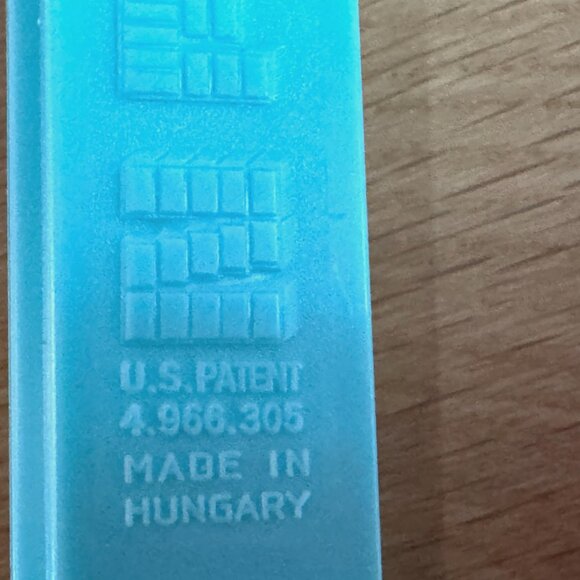 U.S. PATENT
4.966.305
MADE IN
HUNGARY